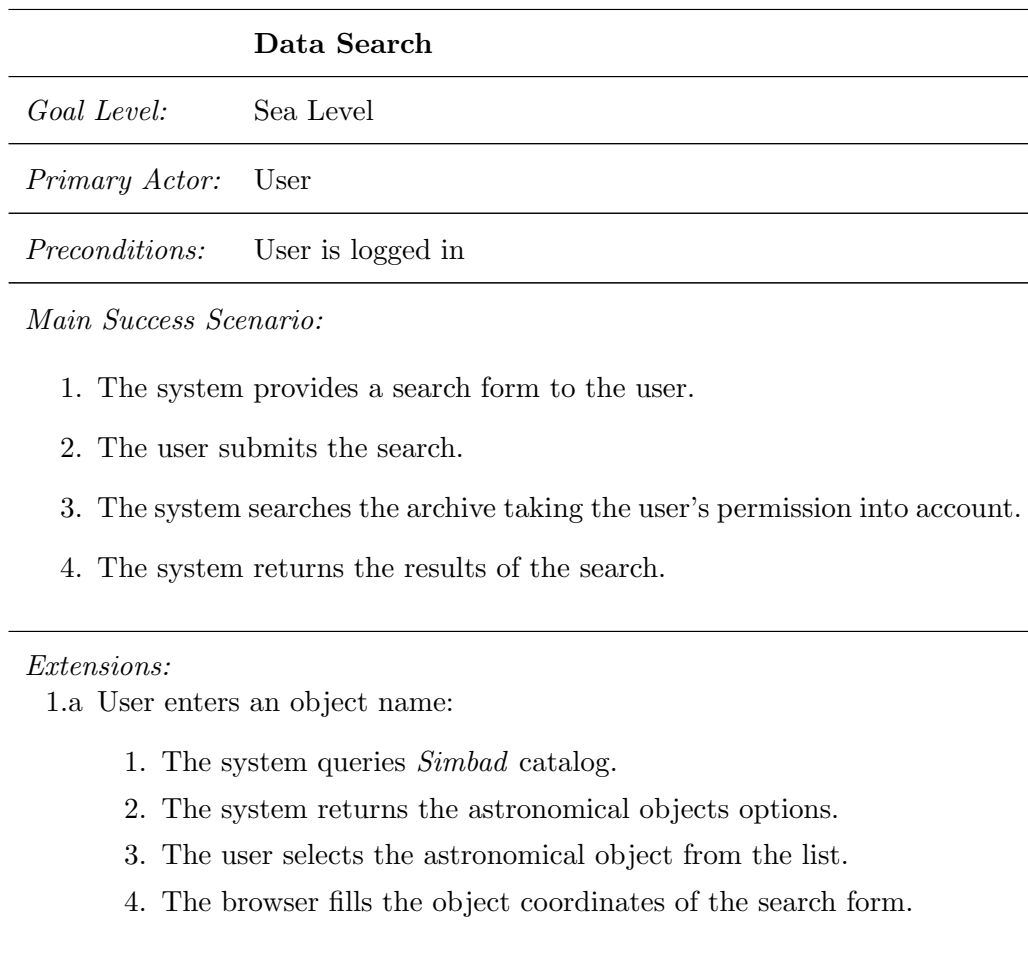 Data Search
Goal Level: Sea Level
Primary Actor: User
Preconditions: User is logged in
Main Success Scenario:
1. The system provides a search form to the user.
2. The user submits the search.
3. The system searches the archive taking the user's permission into account.
4. The system returns the results of the search.
Extensions:
1.a User enters an object name:
1. The system queries Simbad catalog.
2. The system returns the astronomical objects options.
3. The user selects the astronomical object from the list.
4. The browser fills the object coordinates of the search form.